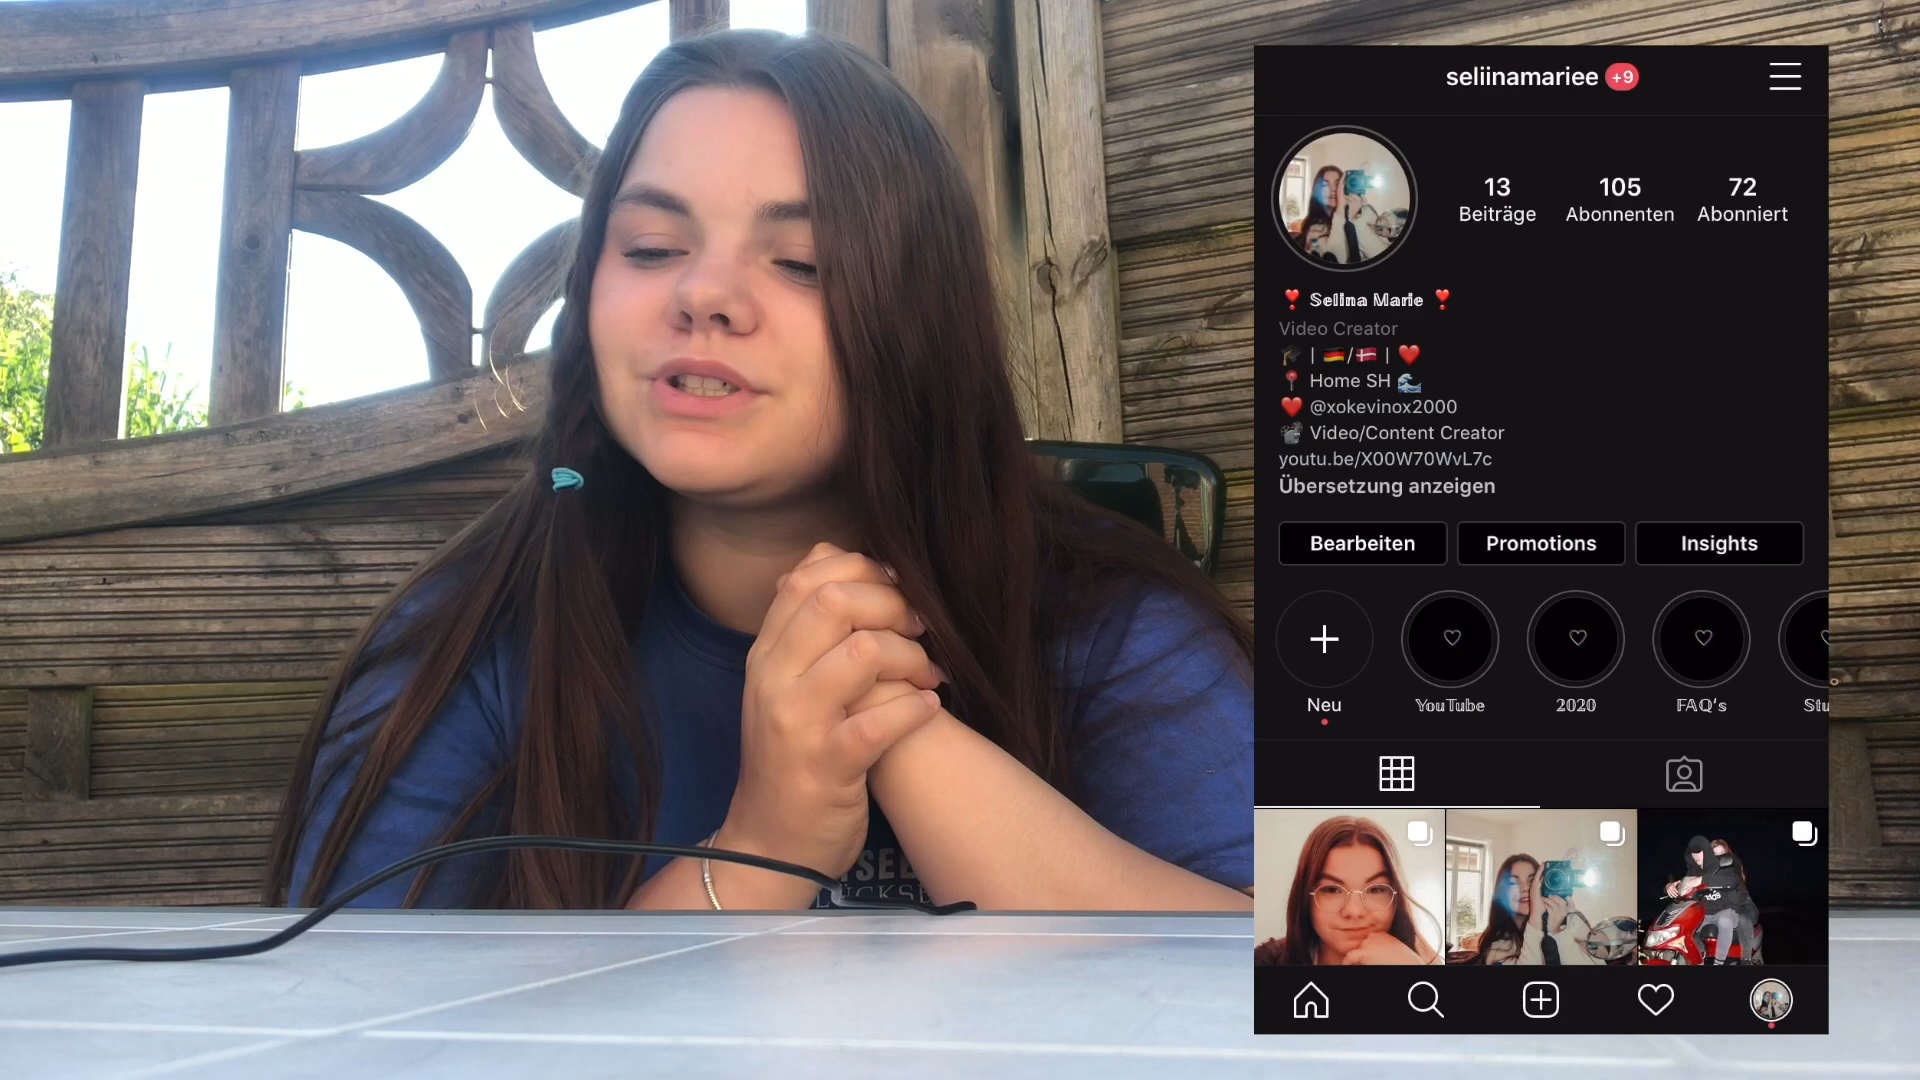 seliinamariee +9
13 105 72
Beiträge Abonnenten Abonniert
❣️ 𝕊𝕖𝕝𝕚𝕟𝕒 𝕄𝕒𝕣𝕚𝕖 ❣️
Video Creator
🎓 | 🇩🇪/🇩🇰 | ❤️
📍 Home SH 🌊
❤️ @xokevinox2000
📽 Video/Content Creator
youtu.be/X00W70WvL7c
Übersetzung anzeigen
Bearbeiten Promotions Insights
Neu 𝕐𝕠𝕦𝕋𝕦𝕓𝕖 𝟚𝟘𝟚𝟘 𝔽𝔸ℚ‘𝕤